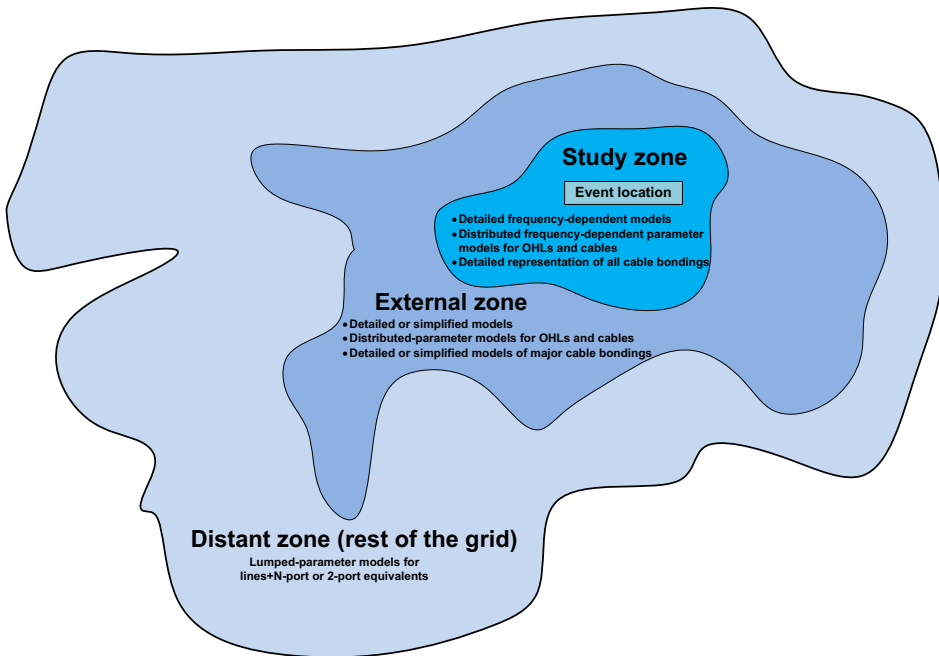 Study zone
Event location
• Detailed frequency-dependent models
• Distributed frequency-dependent parameter
models for OHLs and cables
• Detailed representation of all cable bondings
External zone
• Detailed or simplified models
• Distributed-parameter models for OHLs and cables
• Detailed or simplified models of major cable bondings
Distant zone (rest of the grid)
Lumped-parameter models for
lines+N-port or 2-port equivalents